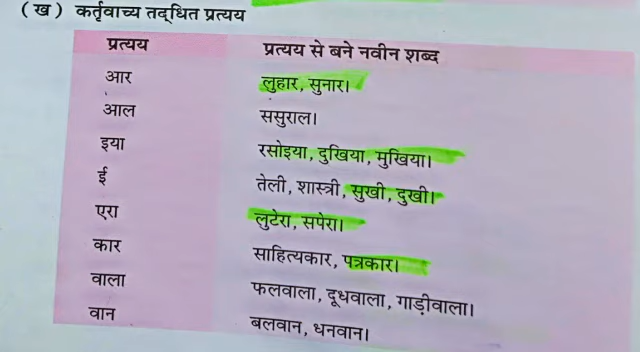 (ख) कर्तृवाच्य तद्धित प्रत्यय
प्रत्यय प्रत्यय से बने नवीन शब्द
आर लुहार, सुनार।
आल ससुराल।
इया रसोइया, दुखिया, मुखिया।
ई तेली, शास्त्री, सुखी, दुखी।
एरा लुटेरा, सपेरा।
कार साहित्यकार, पत्रकार।
वाला फलवाला, दूधवाला, गाड़ीवाला।
वान बलवान, धनवान।